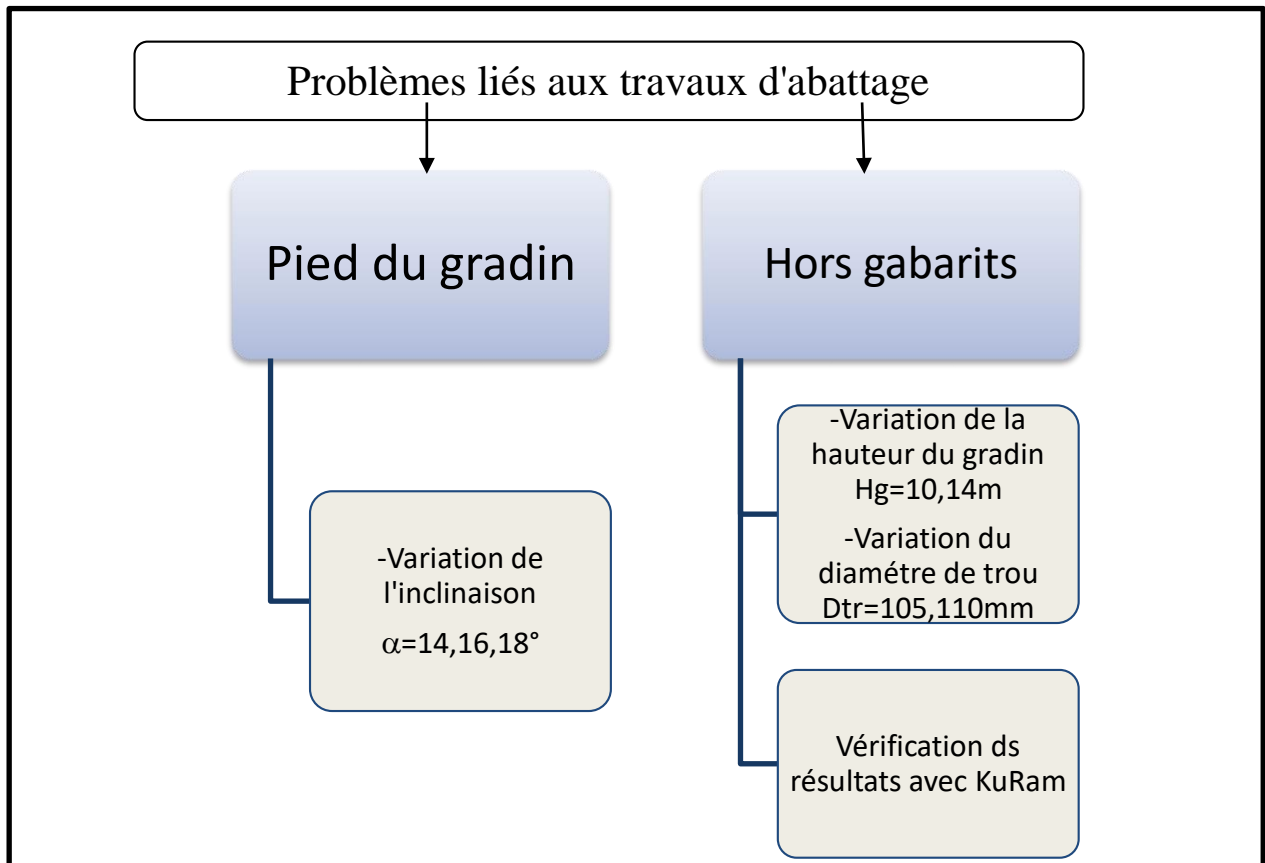 Problèmes liés aux travaux d'abattage
Pied du gradin
-Variation de
l'inclinaison
α=14,16,18°
Hors gabarits
-Variation de la
hauteur du gradin
Hg=10,14m
-Variation du
diamétre de trou
Dtr=105,110mm
Vérification ds
résultats avec KuRam